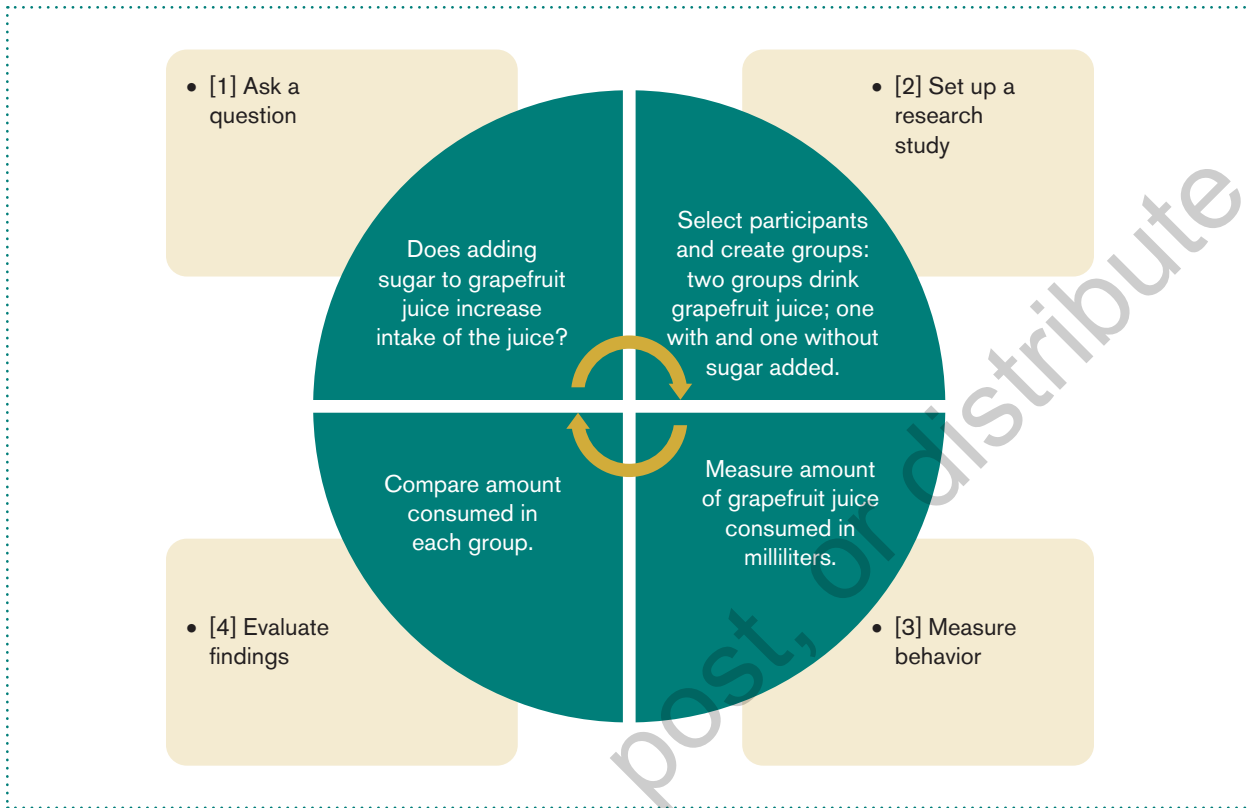 • [1] Ask a
question
• [2] Set up a
research
study
Does adding
sugar to grapefruit
juice increase
intake of the juice?
Select participants
and create groups:
two groups drink
grapefruit juice; one
with and one without
sugar added.
Compare amount
consumed in
each group.
Measure amount
of grapefruit juice
consumed in
milliliters.
• [4] Evaluate
findings
• [3] Measure
behavior
post, or distribute